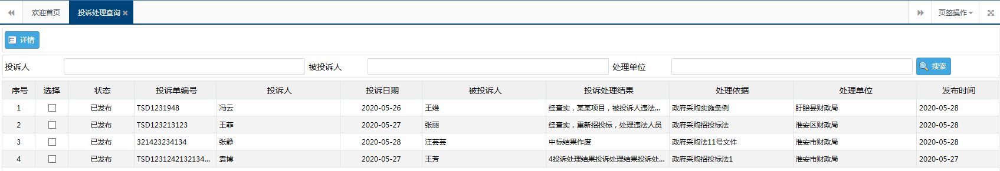 欢迎首页 投诉处理查询 页签操作
详情
投诉人 被投诉人 处理单位 搜索
序号 选择 状态 投诉单编号 投诉人 投诉日期 被投诉人 投诉处理结果 处理依据 处理单位 发布时间
1 已发布 TSD1231948 冯云 2020-05-26 王维 经查实，某某项目，被投诉人违法... 政府采购实施条例 盱眙县财政局 2020-05-28
2 已发布 TSD123213123 王菲 2020-05-27 张丽 经查实，重新招投标，处理违法人员 政府采购招投标法 淮安区财政局 2020-05-28
3 已发布 321423234134 张静 2020-05-28 汪芸芸 中标结果作废 政府采购法11号文件 淮安市财政局 2020-05-28
4 已发布 TSD1231242132134... 袁博 2020-05-27 王芳 4投诉处理结果投诉处理结果投诉处... 政府采购招投标法1 淮安市财政局 2020-05-27